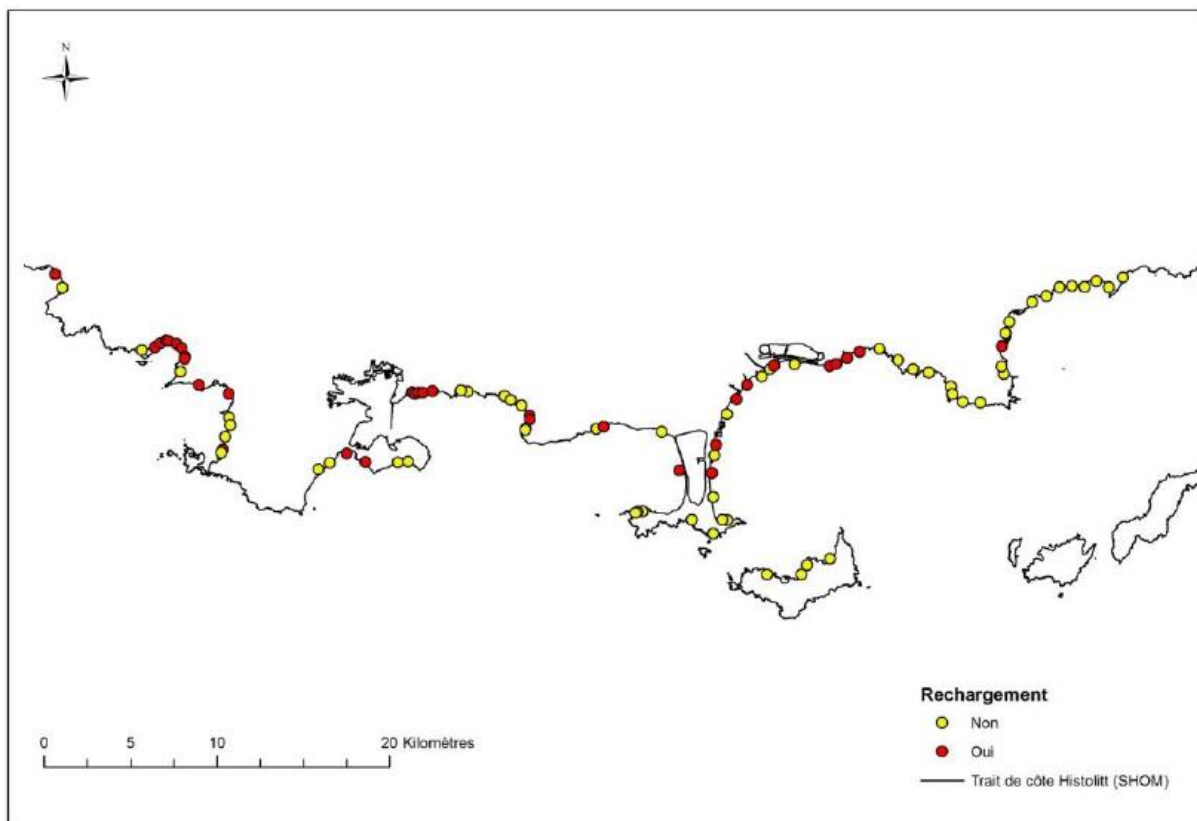 N
Rechargement
Non
Oui
Trait de côte Histolitt (SHOM)
0 5 10 20 Kilomètres